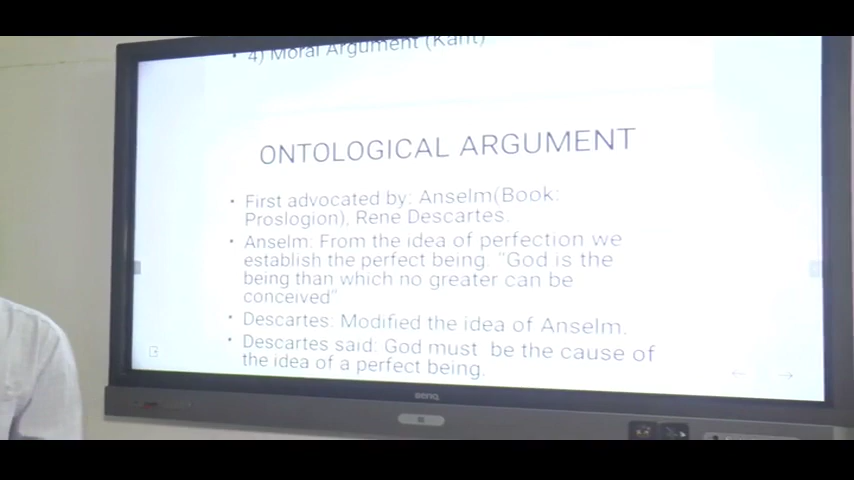 • 4) Moral Argument (Kant)
ONTOLOGICAL ARGUMENT
• First advocated by: Anselm(Book:
Proslogion), Rene Descartes.
• Anselm: From the idea of perfection we
establish the perfect being. "God is the
being than which no greater can be
conceived"
• Descartes: Modified the idea of Anselm.
• Descartes said: God must be the cause of
the idea of a perfect being.
BenQ